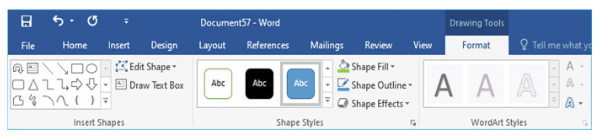 Document57 - Word
Drawing Tools
File Home Insert Design Layout References Mailings Review View Format Tell me what you
Edit Shape
Draw Text Box
Insert Shapes
Abc Abc Abc
Shape Fill
Shape Outline
Shape Effects
Shape Styles
A A A
A
A
A
WordArt Styles